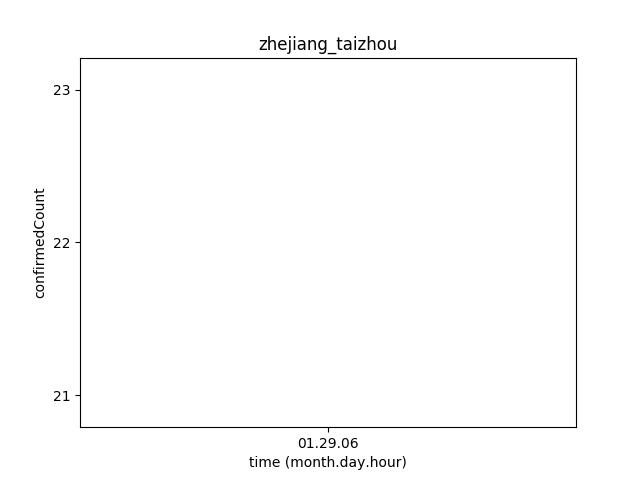 zhejiang_taizhou
23
22
21
confirmedCount
01.29.06
time (month.day.hour)